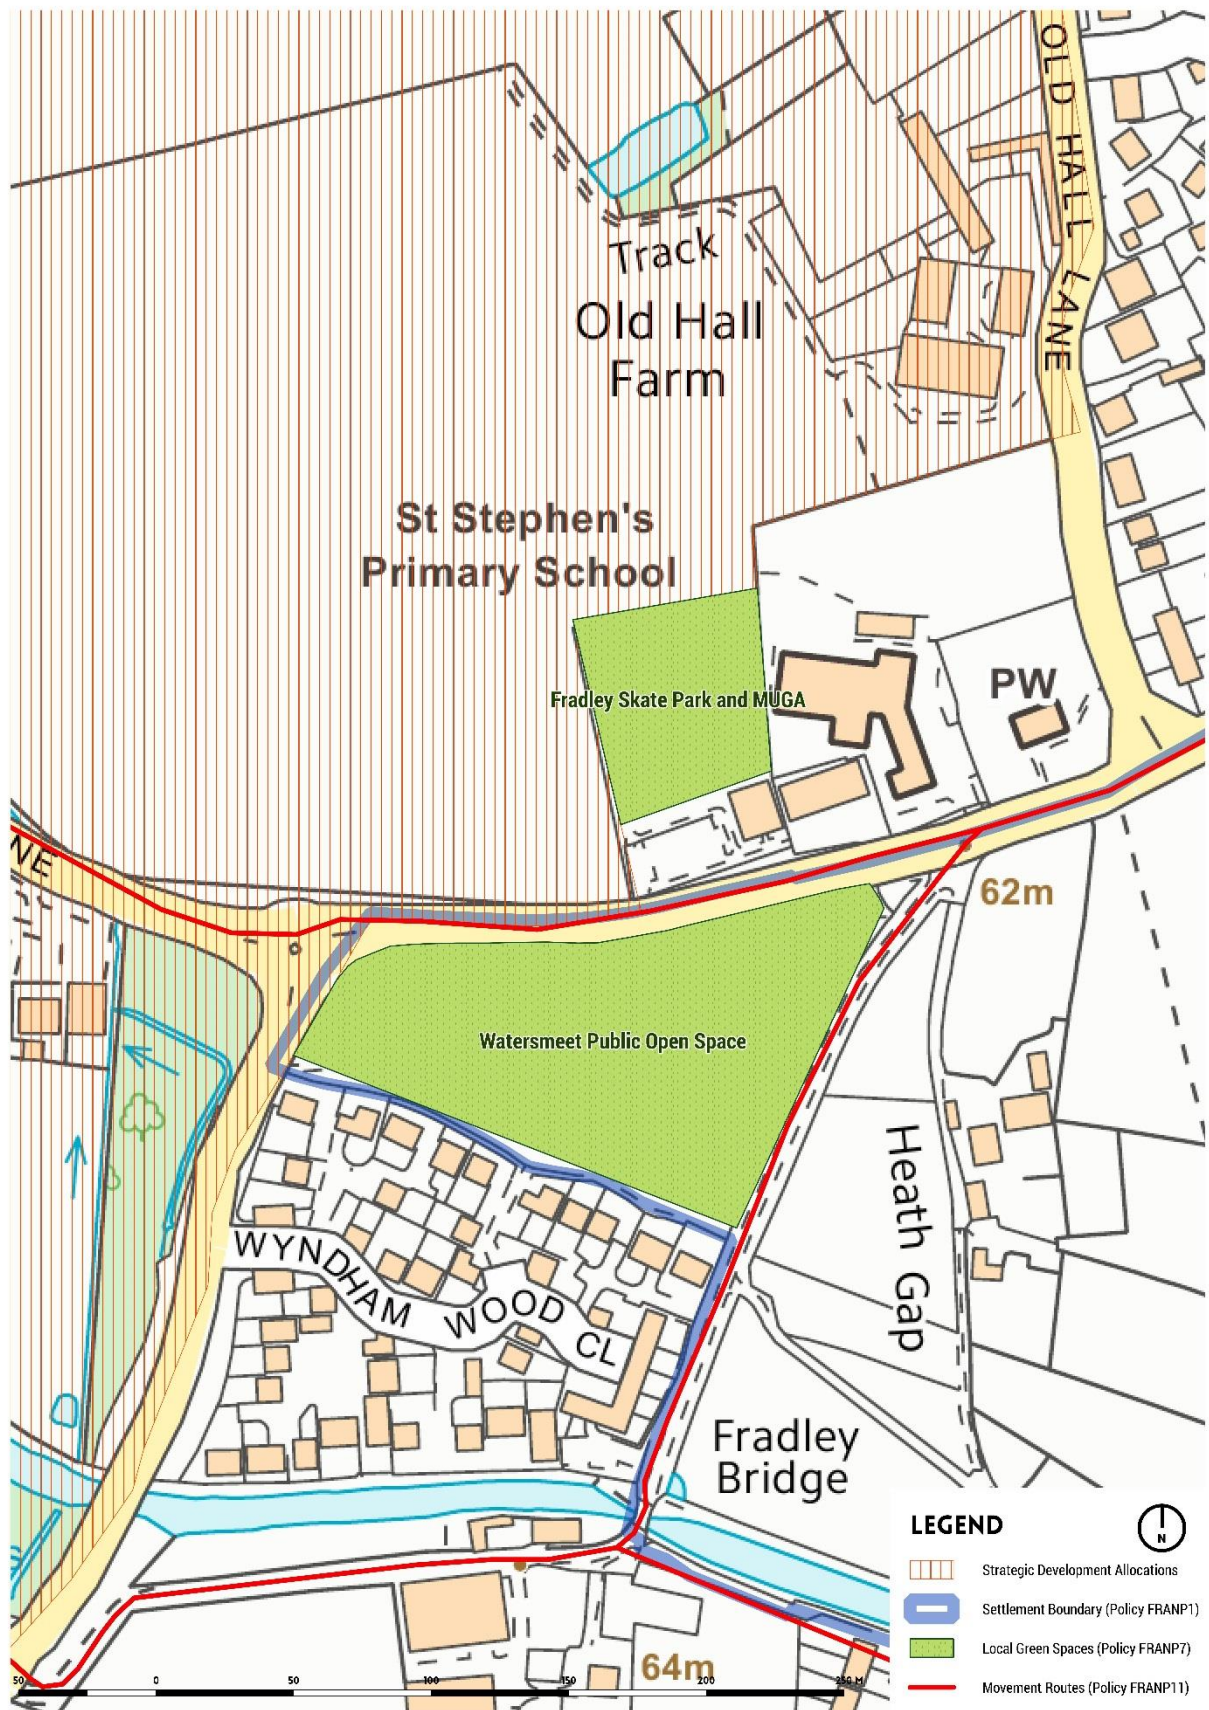 OLD HALL LANE
Track
Old Hall
Farm
St Stephen's
Primary School
Fradley Skate Park and MUGA
PW
NE
62m
Watersmeet Public Open Space
Heath Gap
WYNDHAM WOOD CL
Fradley
Bridge
LEGEND
N
Strategic Development Allocations
Settlement Boundary (Policy FRANP1)
Local Green Spaces (Policy FRANP7)
Movement Routes (Policy FRANP11)
64m
50 0 50 100 150 200 250 M